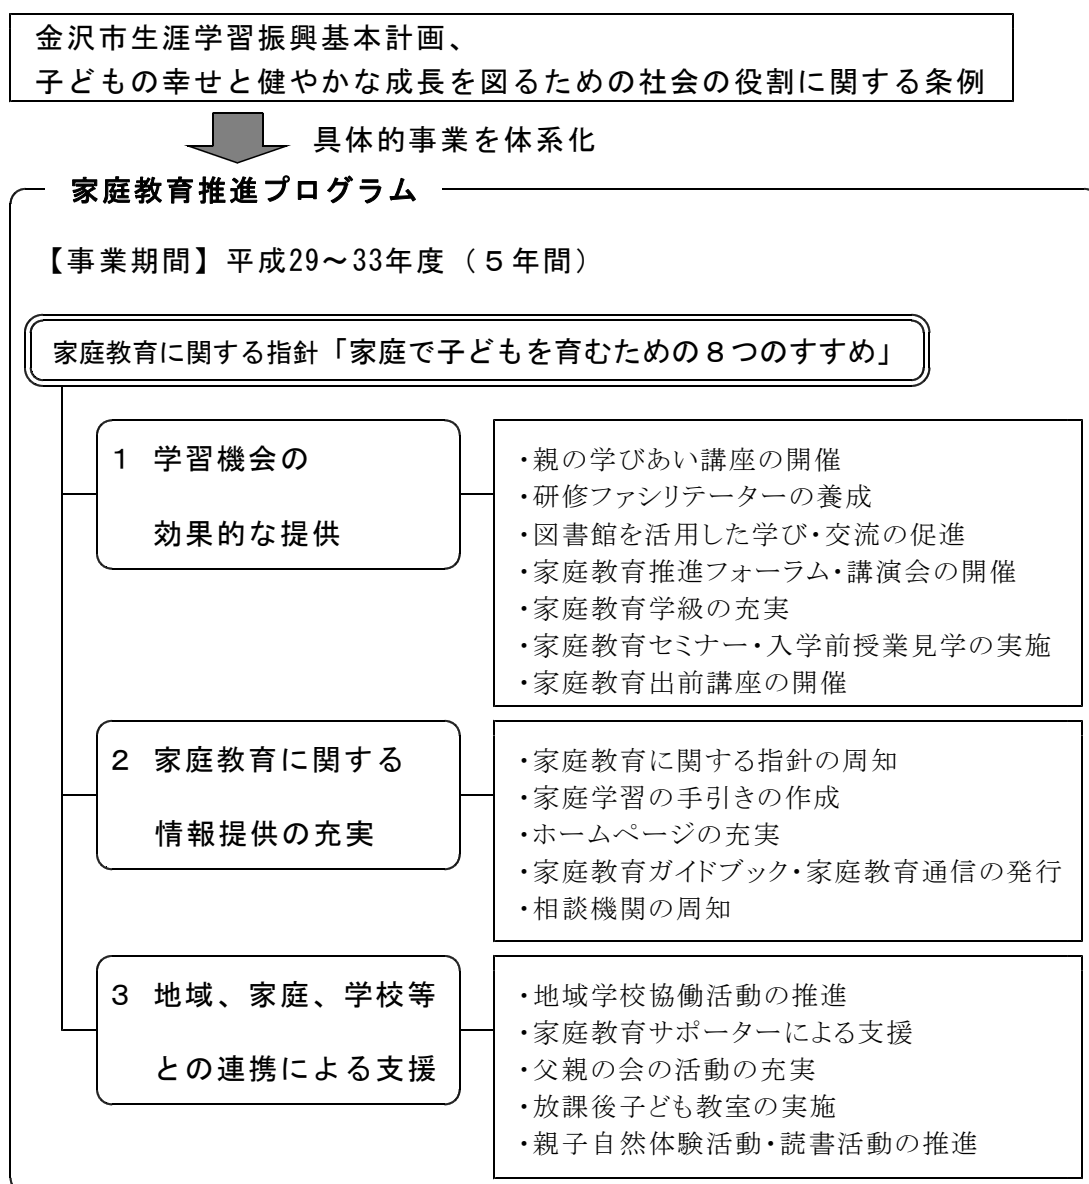 金沢市生涯学習振興基本計画、
子どもの幸せと健やかな成長を図るための社会の役割に関する条例
具体的事業を体系化
家庭教育推進プログラム
【事業期間】平成29～33年度（５年間）
家庭教育に関する指針「家庭で子どもを育むための８つのすすめ」
１ 学習機会の
効果的な提供
・親の学びあい講座の開催
・研修ファシリテーターの養成
・図書館を活用した学び・交流の促進
・家庭教育推進フォーラム・講演会の開催
・家庭教育学級の充実
・家庭教育セミナー・入学前授業見学の実施
・家庭教育出前講座の開催
２ 家庭教育に関する
情報提供の充実
・家庭教育に関する指針の周知
・家庭学習の手引きの作成
・ホームページの充実
・家庭教育ガイドブック・家庭教育通信の発行
・相談機関の周知
３ 地域、家庭、学校等
との連携による支援
・地域学校協働活動の推進
・家庭教育サポーターによる支援
・父親の会の活動の充実
・放課後子ども教室の実施
・親子自然体験活動・読書活動の推進